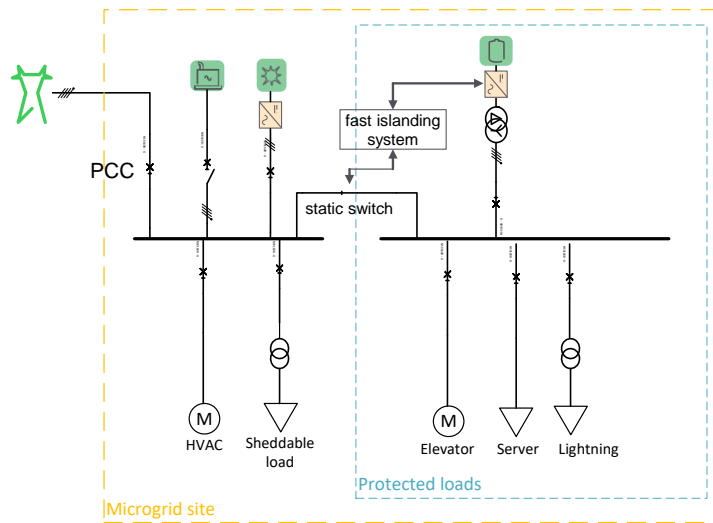 fast islanding
system
PCC
static switch
M
HVAC
Sheddable
load
M
Elevator
Server
Lightning
Protected loads
Microgrid site